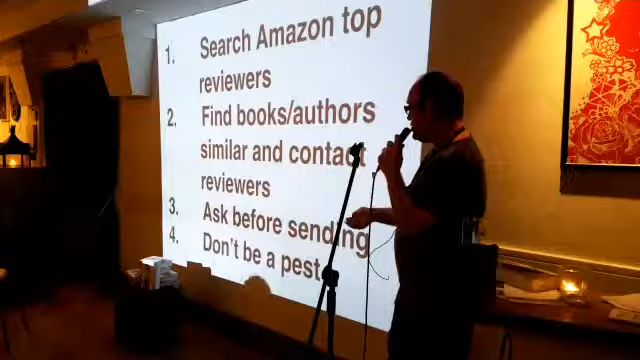 1. Search Amazon top
reviewers
2. Find books/authors
similar and contact
reviewers
3. Ask before sending
4. Don't be a pest